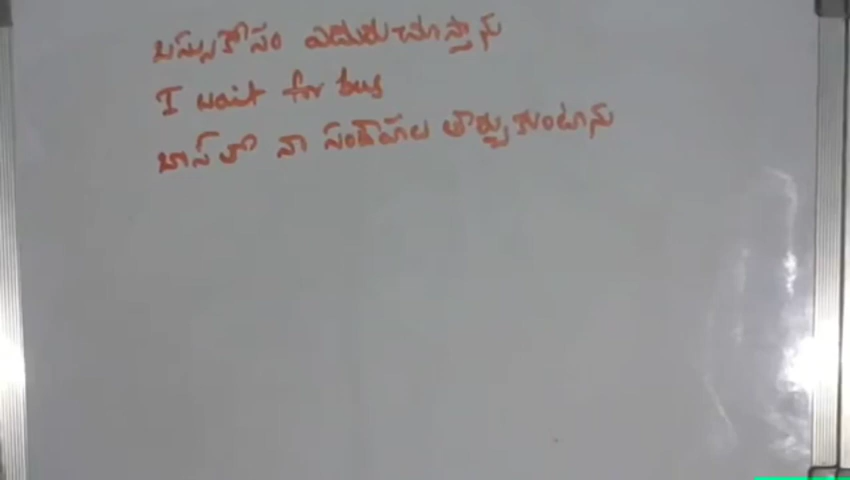 బస్సుకోసం ఎదురుచూస్తాను
I wait for bus
బాస్‌తో నా సందేహాల తీర్చుకుంటాను